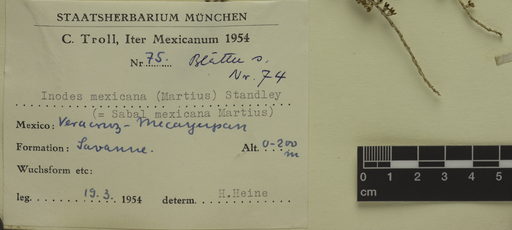 STAATSHERBARIUM MÜNCHEN
C. Troll, Iter Mexicanum 1954
Nr. 75. Blätter s. Nr. 74
Inodes mexicana (Martius) Standley
(= Sabal mexicana Martius)
Mexico: Veracruz - Mecayapan
Formation: Savanne. Alt. 0-200 m
Wuchsform etc:
leg. 19.3. 1954 determ. H.Heine
0 1 2 3 4 5
cm